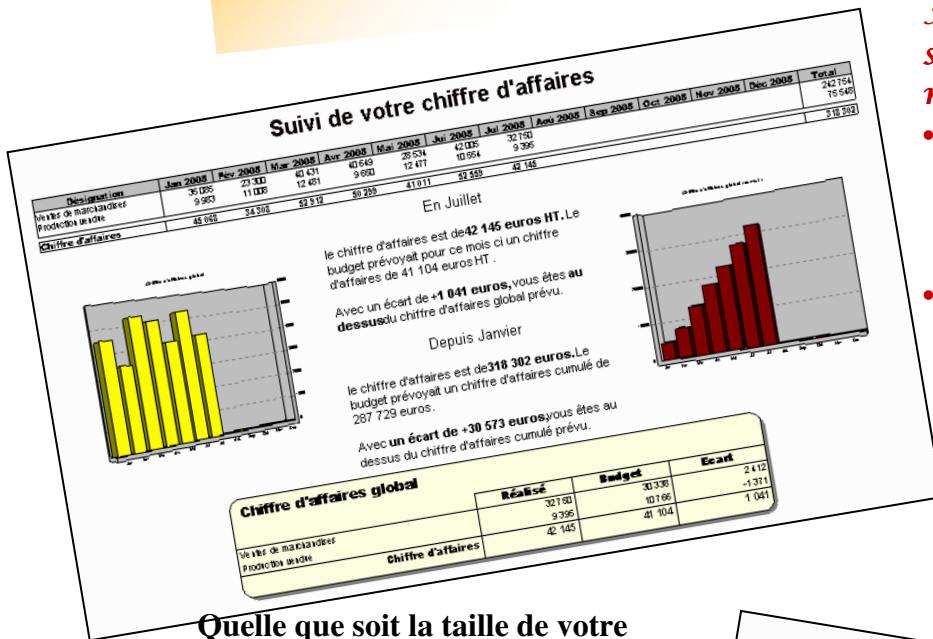 Suivi de votre chiffre d'affaires
Désignation Jan 2005 Fév 2005 Mar 2005 Avr 2005 Mai 2005 Jui 2005 Jul 2005 Aoû 2005 Sep 2005 Oct 2005 Nov 2005 Déc 2005 Total
Ventes de marchandises 35 085 23 300 40 431 40 649 28 534 42 005 32 750 242 754
Production vendue 9 983 11 008 12 481 9 650 12 477 10 554 9 395 75 548
Chiffre d'affaires 45 068 34 308 52 912 50 299 41 011 52 559 42 145 318 302
En Juillet
le chiffre d'affaires est de42 145 euros HT. Le
budget prévoyait pour ce mois ci un chiffre
d'affaires de 41 104 euros HT .
Avec un écart de +1 041 euros, vous êtes au
dessusdu chiffre d'affaires global prévu.
Depuis Janvier
le chiffre d'affaires est de318 302 euros. Le
budget prévoyait un chiffre d'affaires cumulé de
287 729 euros.
Avec un écart de +30 573 euros,vous êtes au
dessus du chiffre d'affaires cumulé prévu.
Chiffre d'affaires global
Réalisé Budget Ecart
Ventes de marchandises 32 750 30 338 2 412
Production vendue 9 395 10 766 -1 371
Chiffre d'affaires 42 145 41 104 1 041
Quelle que soit la taille de votre